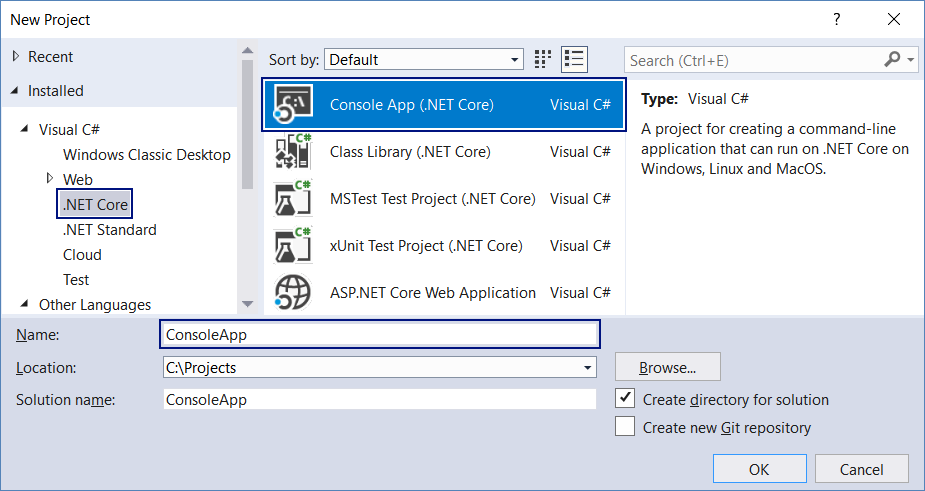 New Project
?
Recent
Installed
Visual C#
Windows Classic Desktop
Web
.NET Core
.NET Standard
Cloud
Test
Other Languages
Sort by: Default
Search (Ctrl+E)
C:\ Console App (.NET Core) Visual C#
C# Class Library (.NET Core) Visual C#
C# MSTest Test Project (.NET Core) Visual C#
C# xUnit Test Project (.NET Core) Visual C#
ASP.NET Core Web Application Visual C#
Type: Visual C#
A project for creating a command-line
application that can run on .NET Core on
Windows, Linux and MacOS.
Name: ConsoleApp
Location: C:\Projects
Browse...
Solution name: ConsoleApp
Create directory for solution
Create new Git repository
OK
Cancel